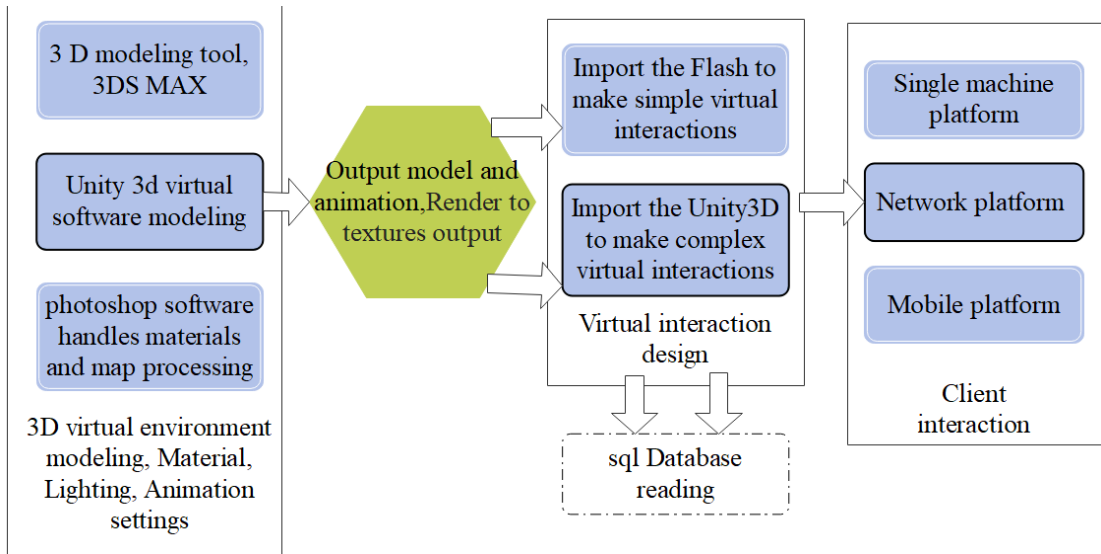 3 D modeling tool,
3DS MAX
Unity 3d virtual
software modeling
photoshop software
handles materials
and map processing
3D virtual environment
modeling, Material,
Lighting, Animation
settings
Output model and
animation,Render to
textures output
Import the Flash to
make simple virtual
interactions
Import the Unity3D
to make complex
virtual interactions
Virtual interaction
design
sql Database
reading
Single machine
platform
Network platform
Mobile platform
Client
interaction